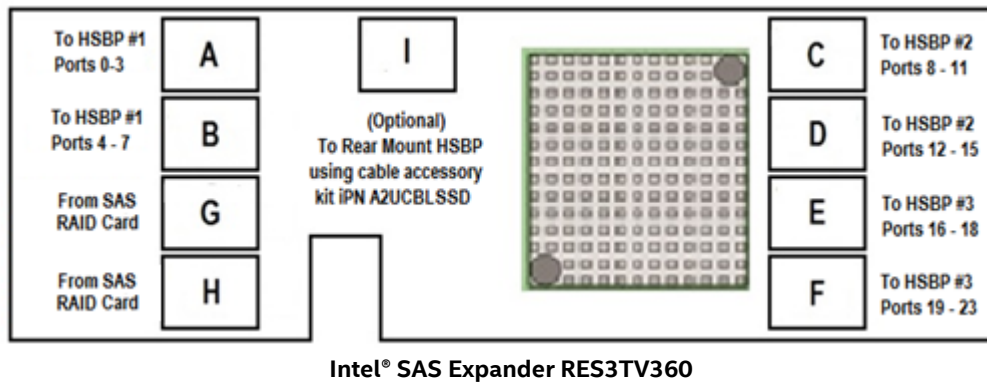 To HSBP #1
Ports 0-3
A
To HSBP #1
Ports 4 - 7
B
From SAS
RAID Card
G
From SAS
RAID Card
H
I
(Optional)
To Rear Mount HSBP
using cable accessory
kit iPN A2UCBLSSD
C
To HSBP #2
Ports 8 - 11
D
To HSBP #2
Ports 12 - 15
E
To HSBP #3
Ports 16 - 18
F
To HSBP #3
Ports 19 - 23
Intel® SAS Expander RES3TV360